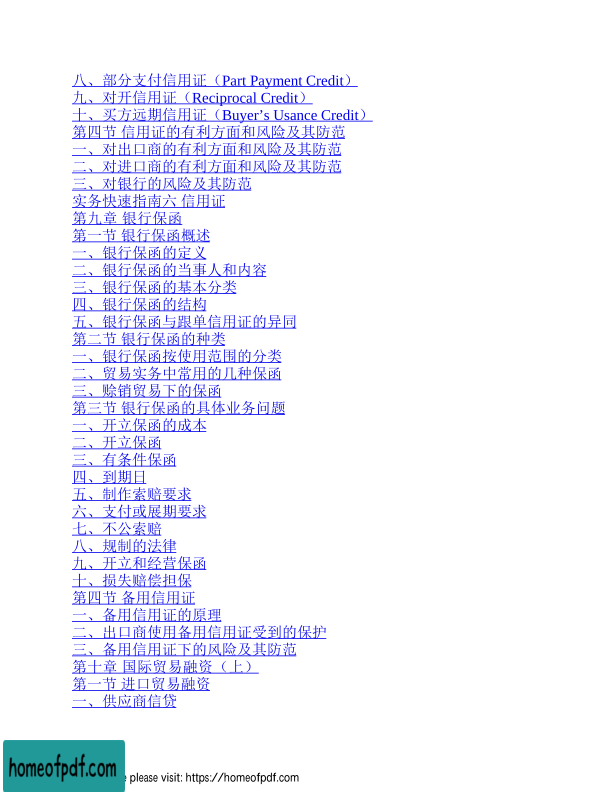 八、部分支付信用证（Part Payment Credit）
九、对开信用证（Reciprocal Credit）
十、买方远期信用证（Buyer’s Usance Credit）
第四节 信用证的有利方面和风险及其防范
一、对出口商的有利方面和风险及其防范
二、对进口商的有利方面和风险及其防范
三、对银行的风险及其防范
实务快速指南六 信用证
第九章 银行保函
第一节 银行保函概述
一、银行保函的定义
二、银行保函的当事人和内容
三、银行保函的基本分类
四、银行保函的结构
五、银行保函与跟单信用证的异同
第二节 银行保函的种类
一、银行保函按使用范围的分类
二、贸易实务中常用的几种保函
三、赊销贸易下的保函
第三节 银行保函的具体业务问题
一、开立保函的成本
二、开立保函
三、有条件保函
四、到期日
五、制作索赔要求
六、支付或展期要求
七、不公索赔
八、规制的法律
九、开立和经营保函
十、损失赔偿担保
第四节 备用信用证
一、备用信用证的原理
二、出口商使用备用信用证受到的保护
三、备用信用证下的风险及其防范
第十章 国际贸易融资（上）
第一节 进口贸易融资
一、供应商信贷
homeofpdf.com
e please visit: https://homeofpdf.com